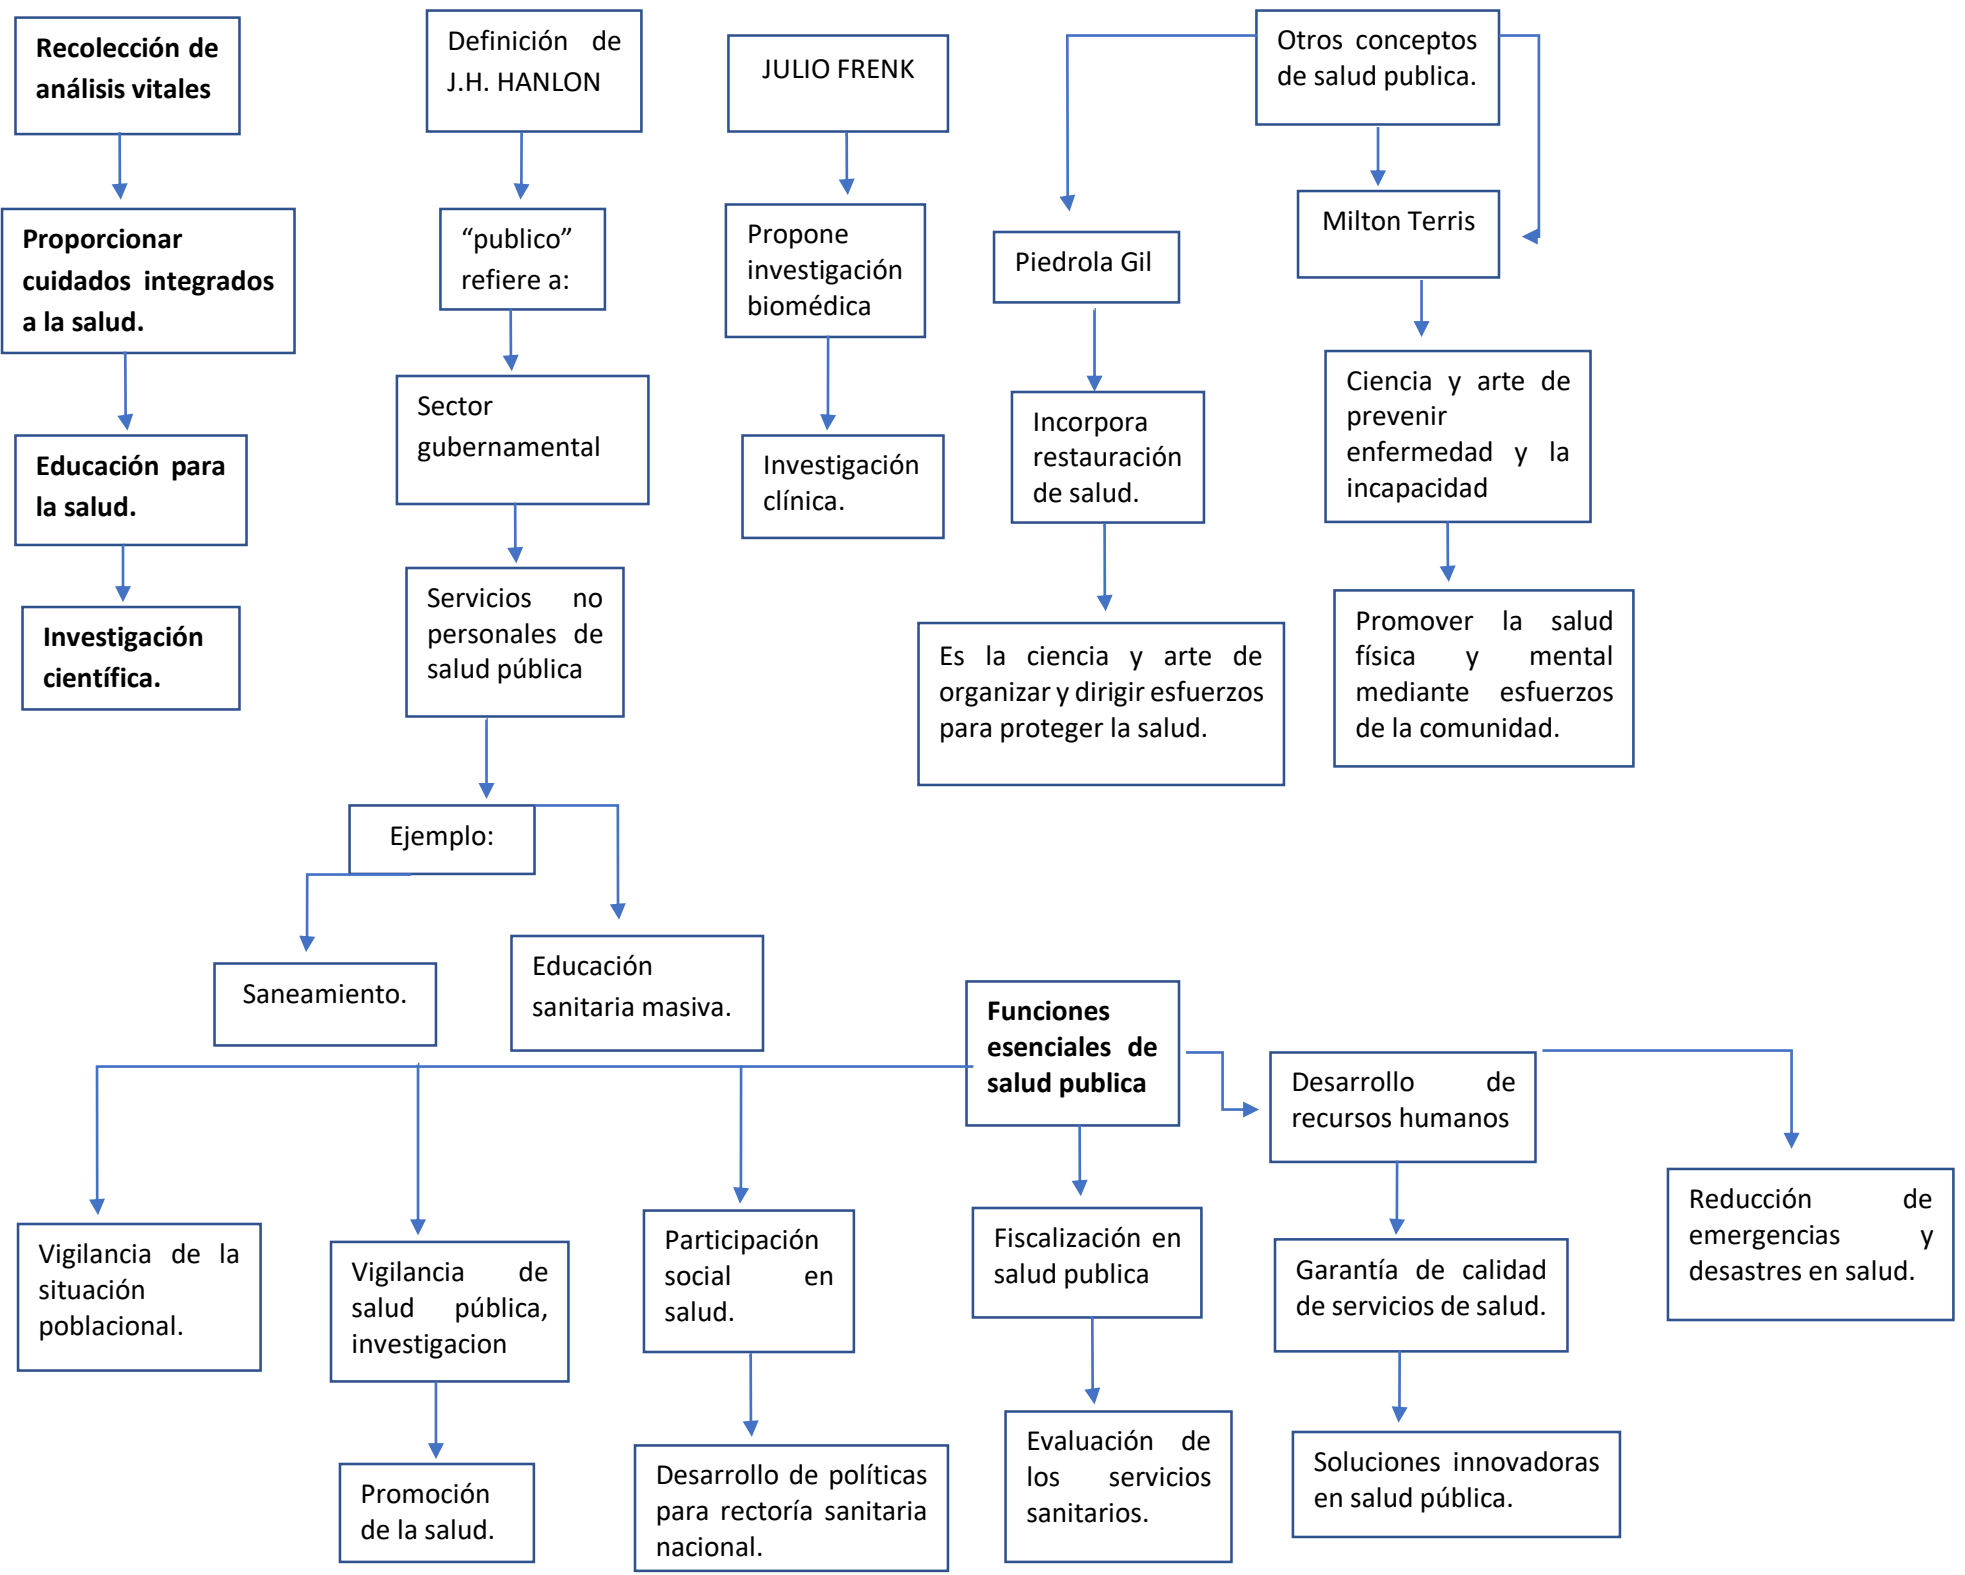 Recolección de
análisis vitales
Definición de
J.H. HANLON
JULIO FRENK
Otros conceptos
de salud publica.
Proporcionar
cuidados integrados
a la salud.
“publico”
refiere a:
Propone
investigación
biomédica
Piedrola Gil
Milton Terris
Educación para
la salud.
Sector
gubernamental
Investigación
clínica.
Incorpora
restauración
de salud.
Ciencia y arte de
prevenir
enfermedad y la
incapacidad
Investigación
científica.
Servicios no
personales de
salud pública
Es la ciencia y arte de
organizar y dirigir esfuerzos
para proteger la salud.
Promover la salud
física y mental
mediante esfuerzos
de la comunidad.
Ejemplo:
Saneamiento.
Educación
sanitaria masiva.
Funciones
esenciales de
salud publica
Desarrollo de
recursos humanos
Vigilancia de la
situación
poblacional.
Vigilancia de
salud pública,
investigacion
Participación
social en
salud.
Fiscalización en
salud publica
Garantía de calidad
de servicios de salud.
Reducción de
emergencias y
desastres en salud.
Promoción
de la salud.
Desarrollo de políticas
para rectoría sanitaria
nacional.
Evaluación de
los servicios
sanitarios.
Soluciones innovadoras
en salud pública.